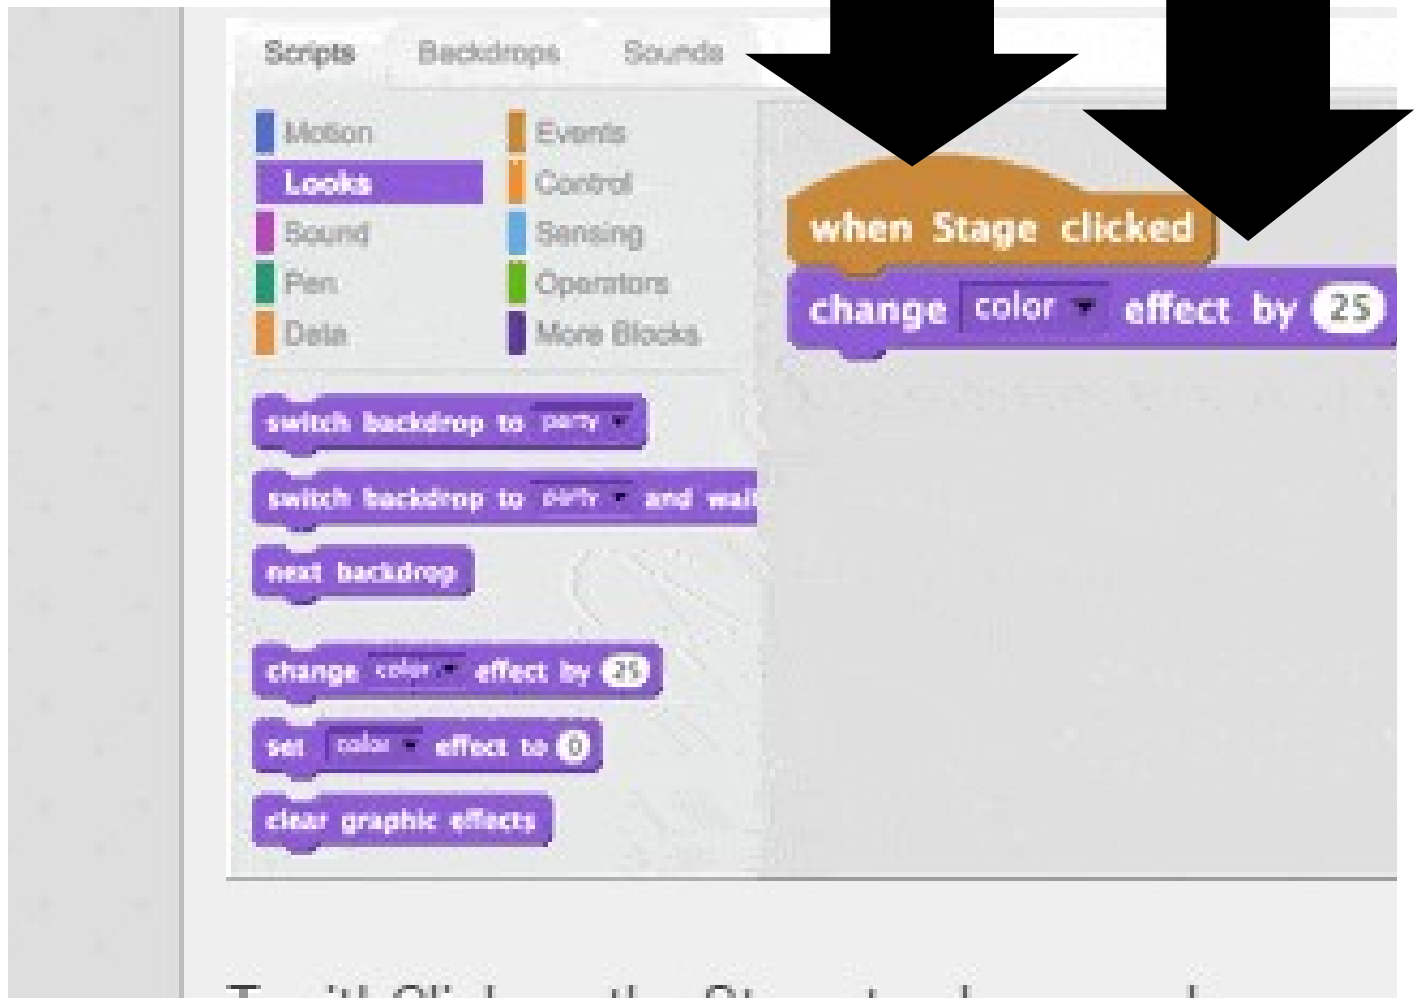 Scripts Backdrops Sounds
Motion Events
Looks Control
Sound Sensing
Pen Operators
Data More Blocks
switch backdrop to party
switch backdrop to party and wait
next backdrop
change color effect by 25
set color effect to 0
clear graphic effects
when Stage clicked
change color effect by 25